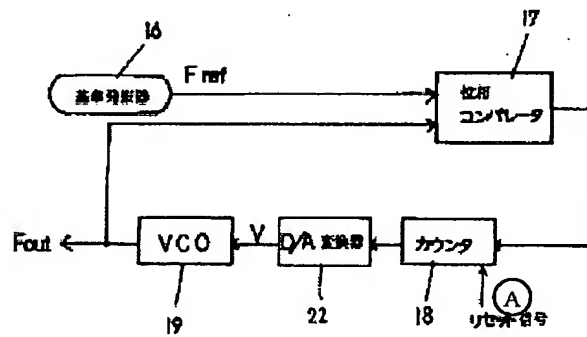 16
17
F ref
基準発振器
位相
コンパレータ
Fout
VCO
V
D/A 変換器
カウンタ
19
22
18
A
リセット信号